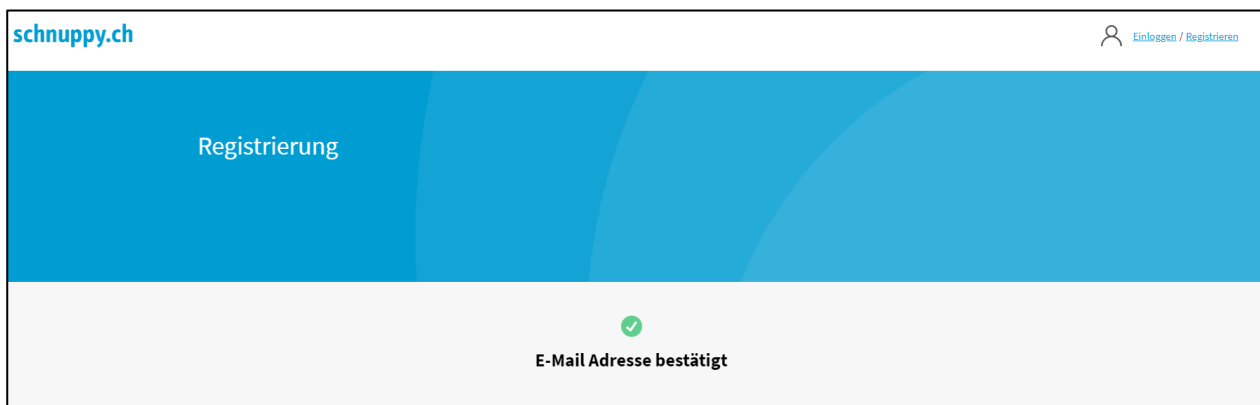 schnuppy.ch
Einloggen / Registrieren
Registrierung
E-Mail Adresse bestätigt